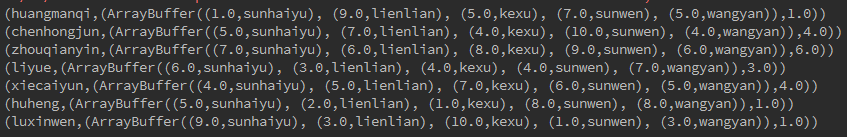 (huangmanqi,(ArrayBuffer((1.0,sunhaiyu), (9.0,lienlian), (5.0,kexu), (7.0,sunwen), (5.0,wangyan)),1.0))
(chenhongjun,(ArrayBuffer((5.0,sunhaiyu), (7.0,lienlian), (4.0,kexu), (10.0,sunwen), (4.0,wangyan)),4.0))
(zhouqianyin,(ArrayBuffer((7.0,sunhaiyu), (6.0,lienlian), (8.0,kexu), (9.0,sunwen), (6.0,wangyan)),6.0))
(liyue,(ArrayBuffer((6.0,sunhaiyu), (3.0,lienlian), (4.0,kexu), (4.0,sunwen), (7.0,wangyan)),3.0))
(xiecaiyun,(ArrayBuffer((4.0,sunhaiyu), (5.0,lienlian), (7.0,kexu), (6.0,sunwen), (5.0,wangyan)),4.0))
(huheng,(ArrayBuffer((5.0,sunhaiyu), (2.0,lienlian), (1.0,kexu), (8.0,sunwen), (8.0,wangyan)),1.0))
(luxinwen,(ArrayBuffer((9.0,sunhaiyu), (3.0,lienlian), (10.0,kexu), (1.0,sunwen), (3.0,wangyan)),1.0))